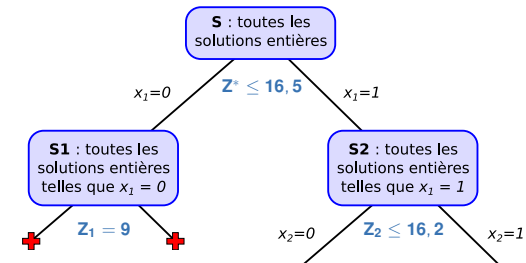 S : toutes les
solutions entières
Z* ≤ 16,5
x₁=0
x₁=1
S1 : toutes les
solutions entières
telles que x₁ = 0
S2 : toutes les
solutions entières
telles que x₁ = 1
Z₁ = 9
x₂=0
Z₂ ≤ 16,2
x₂=1